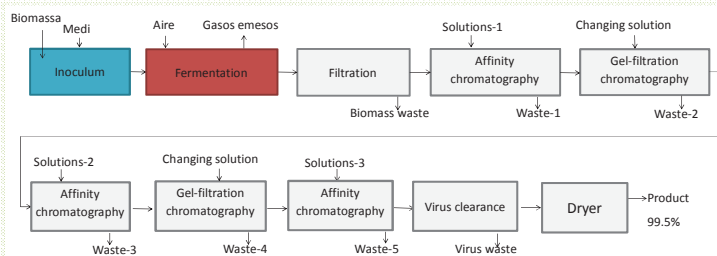 Biomassa
Medi
Aire
Gasos emesos
Solutions-1
Changing solution
Inoculum
Fermentation
Filtration
Affinity
chromatography
Gel-filtration
chromatography
Biomass waste
Waste-1
Waste-2
Solutions-2
Changing solution
Solutions-3
Affinity
chromatography
Gel-filtration
chromatography
Affinity
chromatography
Virus clearance
Dryer
Product
99.5%
Waste-3
Waste-4
Waste-5
Virus waste